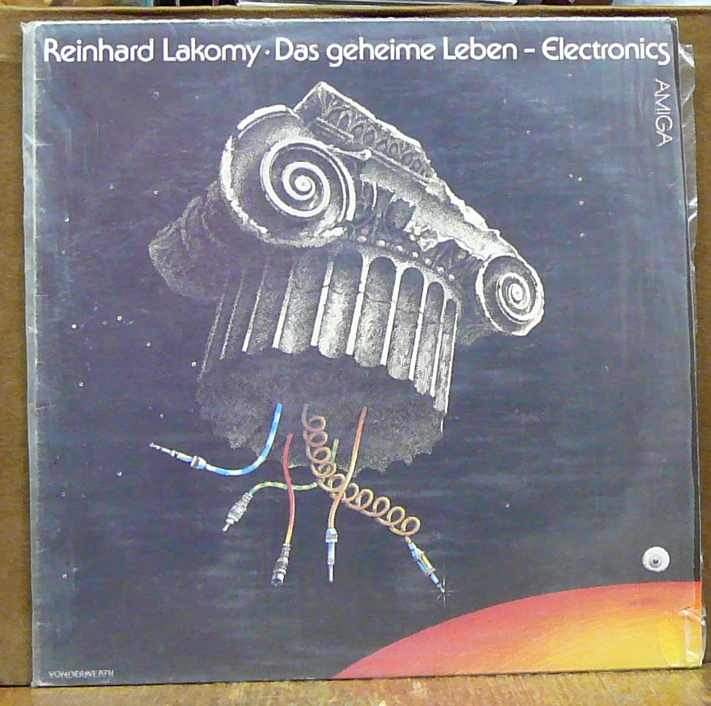 Reinhard Lakomy · Das geheime Leben – Electronics
AMIGA